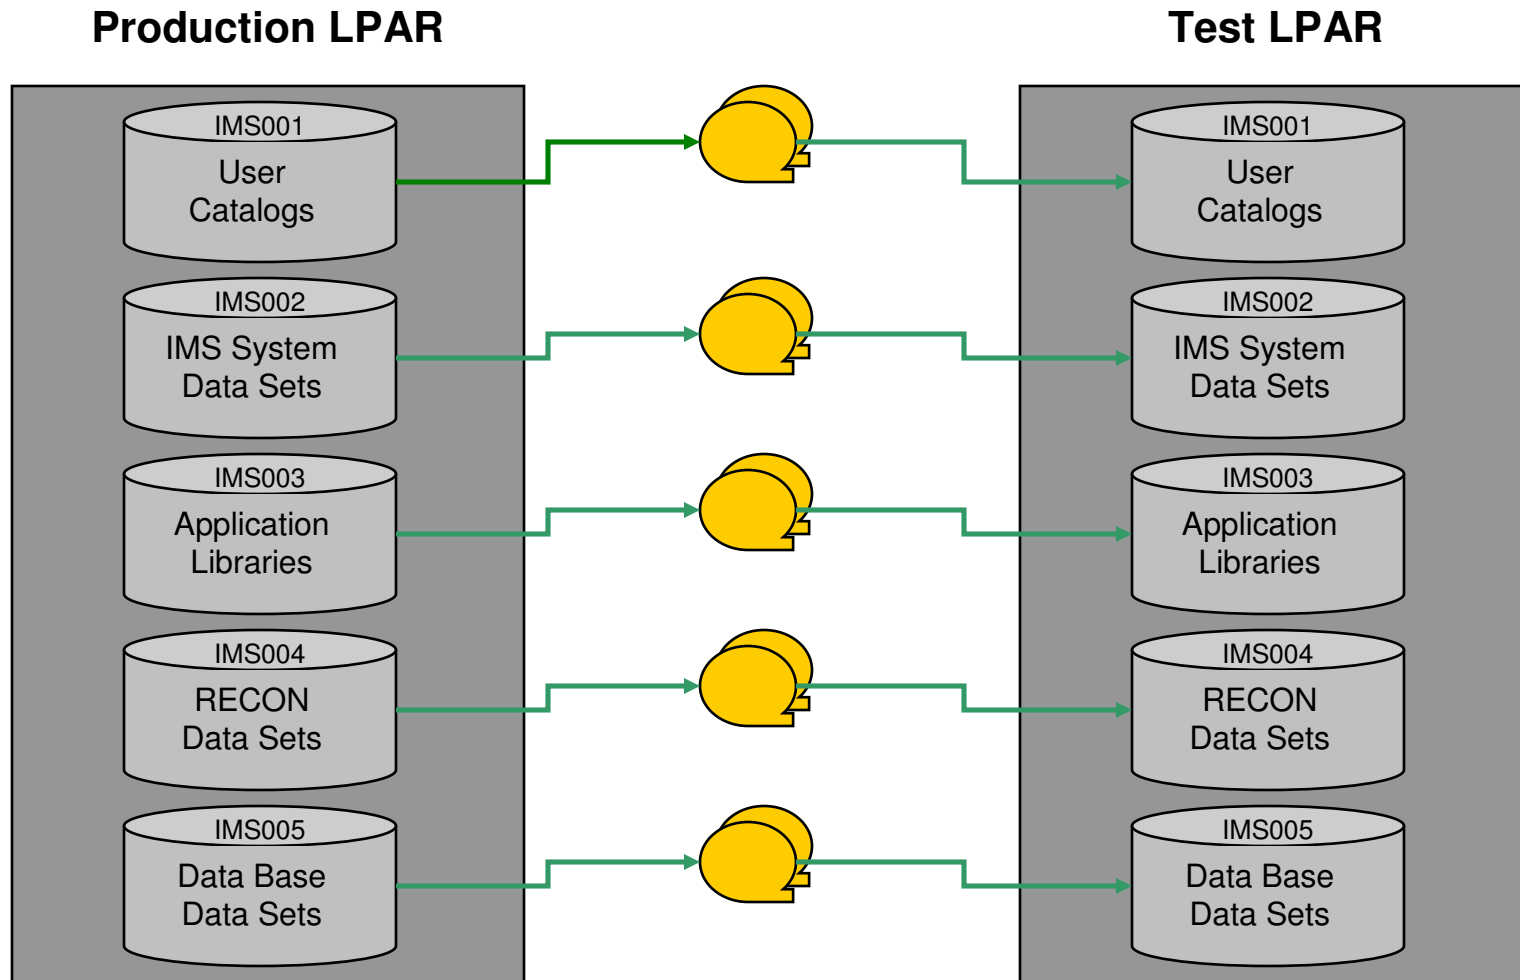 Production LPAR
Test LPAR
IMS001
User
Catalogs
IMS002
IMS System
Data Sets
IMS003
Application
Libraries
IMS004
RECON
Data Sets
IMS005
Data Base
Data Sets
IMS001
User
Catalogs
IMS002
IMS System
Data Sets
IMS003
Application
Libraries
IMS004
RECON
Data Sets
IMS005
Data Base
Data Sets